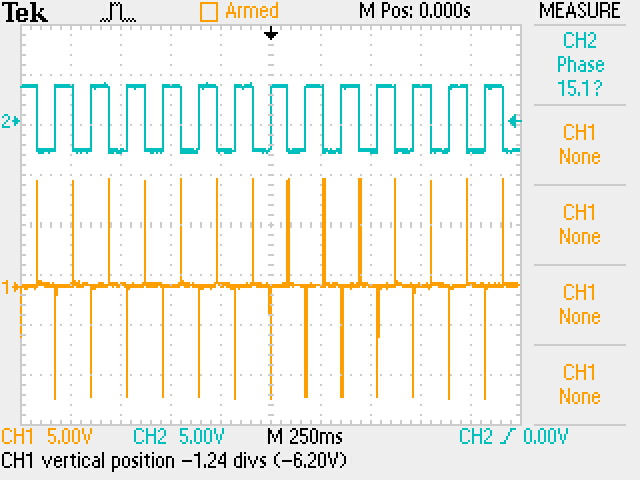 Tek Armed M Pos: 0.000s MEASURE
CH2
Phase
15.1?
2
CH1
None
CH1
None
1
CH1
None
CH1
None
CH1 5.00V CH2 5.00V M 250ms CH2 0.00V
CH1 vertical position −1.24 divs (−6.20V)